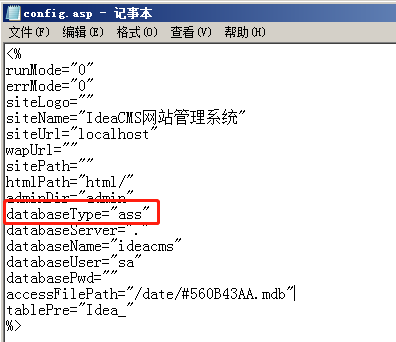 config.asp - 记事本
文件(F) 编辑(E) 格式(O) 查看(V) 帮助(H)
<%
runMode="0"
errMode="0"
siteLogo=""
siteName="IdeaCMS网站管理系统"
siteUrl="localhost"
wapUrl=""
sitePath=""
htmlPath="html/"
adminDir="admin"
databaseType="ass"
databaseServer="."
databaseName="ideacms"
databaseUser="sa"
databasePwd=""
accessFilePath="/date/#560B43AA.mdb"
tablePre="Idea_"
%>